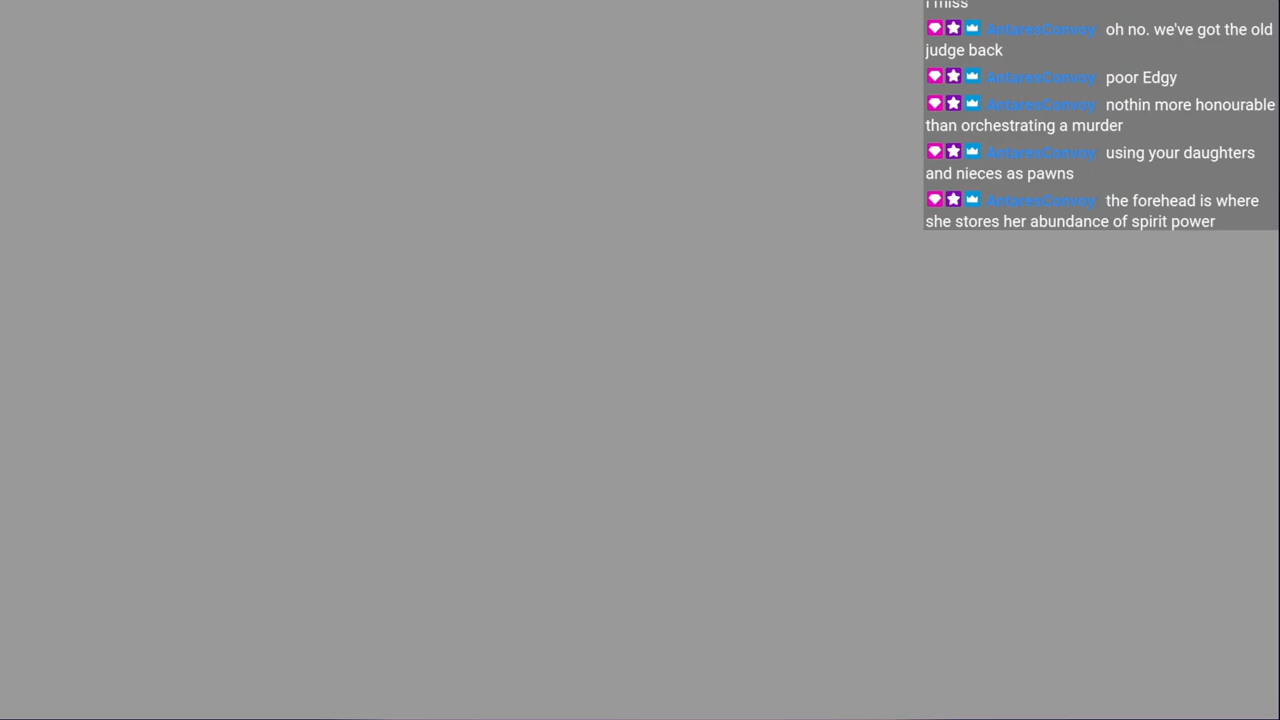 i miss
AntaresConvoy oh no. we've got the old
judge back
AntaresConvoy poor Edgy
AntaresConvoy nothin more honourable
than orchestrating a murder
AntaresConvoy using your daughters
and nieces as pawns
AntaresConvoy the forehead is where
she stores her abundance of spirit power